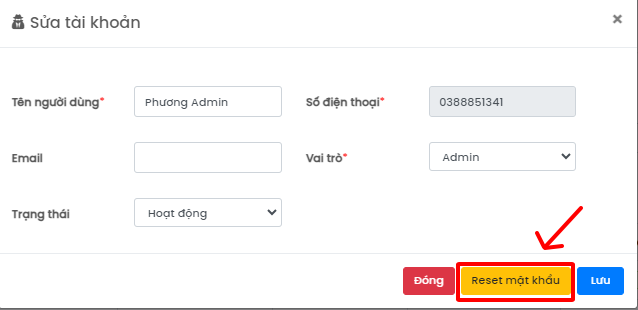 Sửa tài khoản ×
Tên người dùng* Phương Admin Số điện thoại* 0388851341
Email Vai trò* Admin
Trạng thái Hoạt động
Đóng Reset mật khẩu Lưu